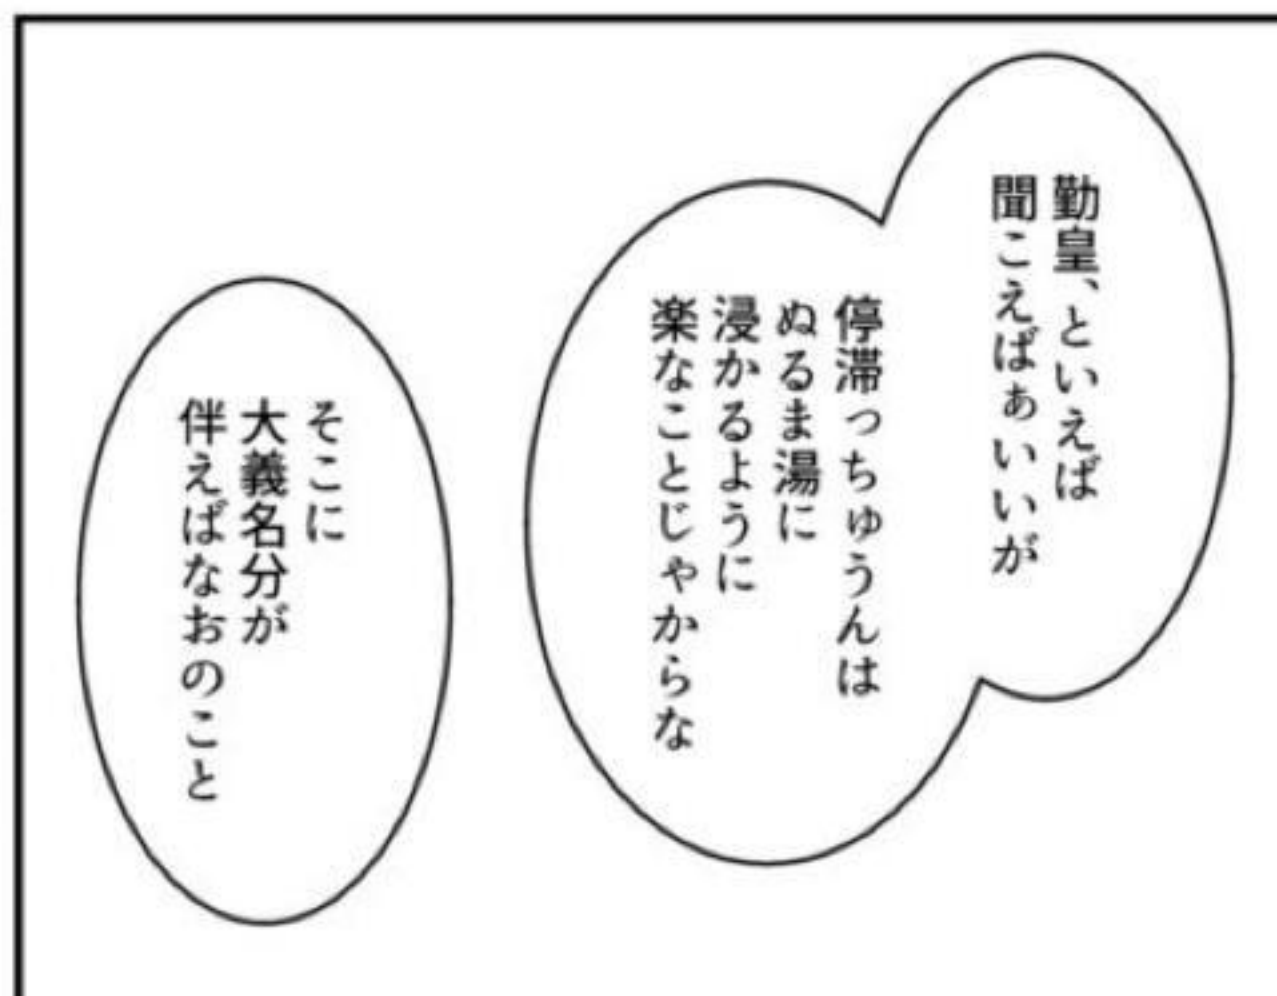 勤皇、といえば
聞こえばぁいいが
停滞っちゅうんは
ぬるま湯に
浸かるように
楽なことじゃからな
そこに
大義名分が
伴えばなおのこと